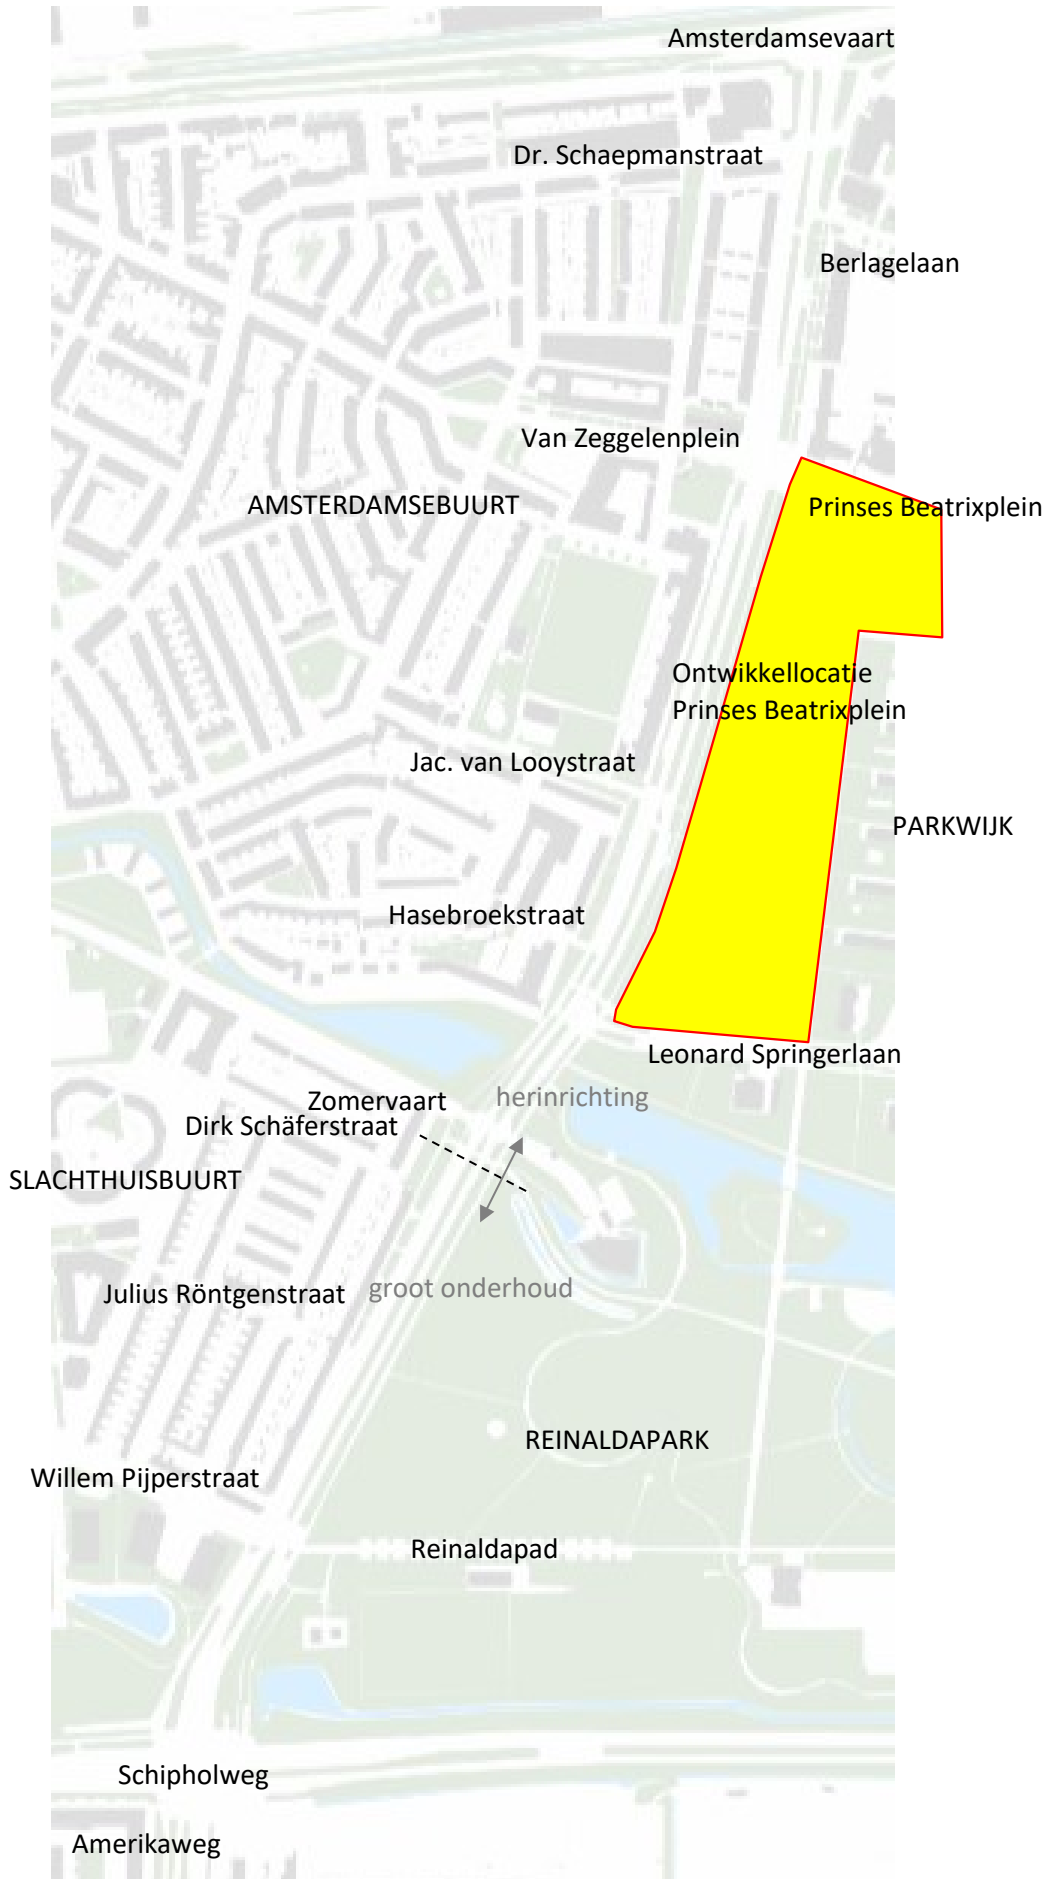 Amsterdamsevaart
Dr. Schaepmanstraat
Berlagelaan
Van Zeggelenplein
AMSTERDAMSEBUURT
Prinses Beatrixplein
Ontwikkellocatie
Prinses Beatrixplein
Jac. van Looystraat
PARKWIJK
Hasebroekstraat
Leonard Springerlaan
Zomervaart
herinrichting
Dirk Schäferstraat
SLACHTHUISBUURT
Julius Röntgenstraat
groot onderhoud
REINALDAPARK
Willem Pijperstraat
Reinaldapad
Schipholweg
Amerikaweg